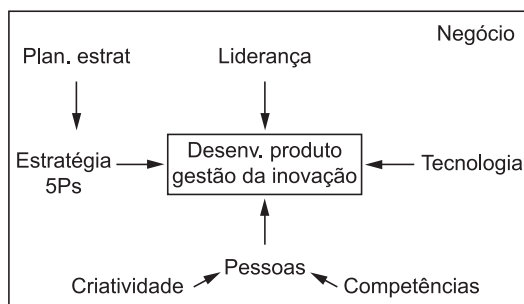 Negócio
Plan. estrat
Liderança
Estratégia
5Ps
Desenv. produto
gestão da inovação
Tecnologia
Pessoas
Criatividade
Competências